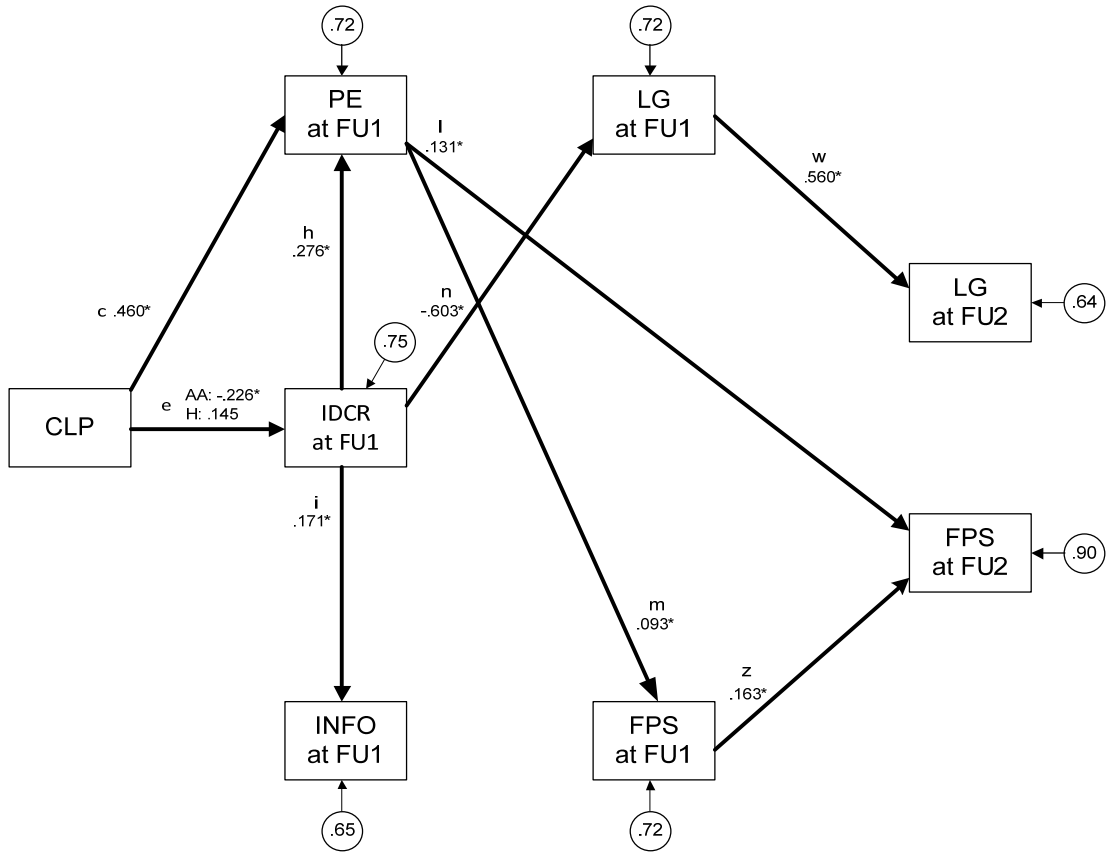 .72
.72
PE
at FU1
LG
at FU1
l
.131*
w
.560*
h
.276*
n
-.603*
LG
at FU2
.64
c .460*
.75
CLP
e
AA: -.226*
H: .145
IDCR
at FU1
i
.171*
FPS
at FU2
.90
m
.093*
z
.163*
INFO
at FU1
FPS
at FU1
.65
.72